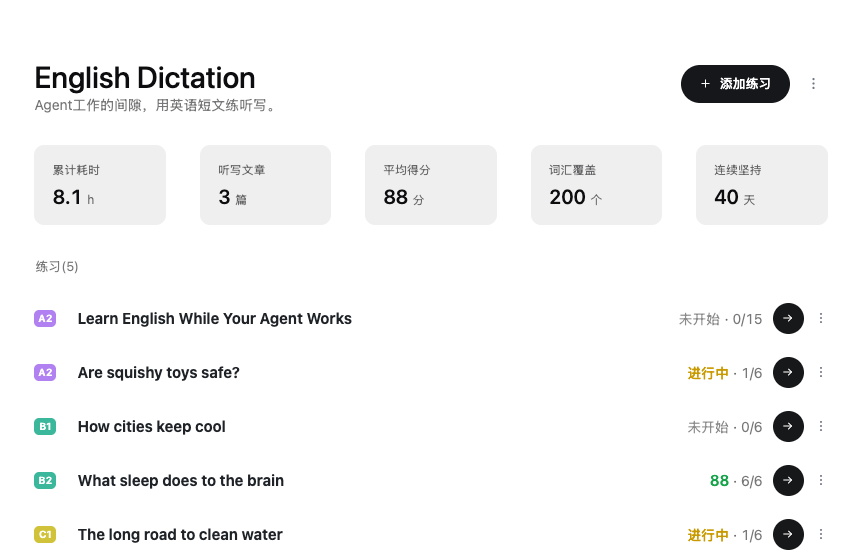 English Dictation
Agent工作的间隙，用英语短文练听写。
+ 添加练习
累计耗时
8.1 h
听写文章
3 篇
平均得分
88 分
词汇覆盖
200 个
连续坚持
40 天
练习(5)
A2 Learn English While Your Agent Works 未开始 · 0/15
A2 Are squishy toys safe? 进行中 · 1/6
B1 How cities keep cool 未开始 · 0/6
B2 What sleep does to the brain 88 · 6/6
C1 The long road to clean water 进行中 · 1/6